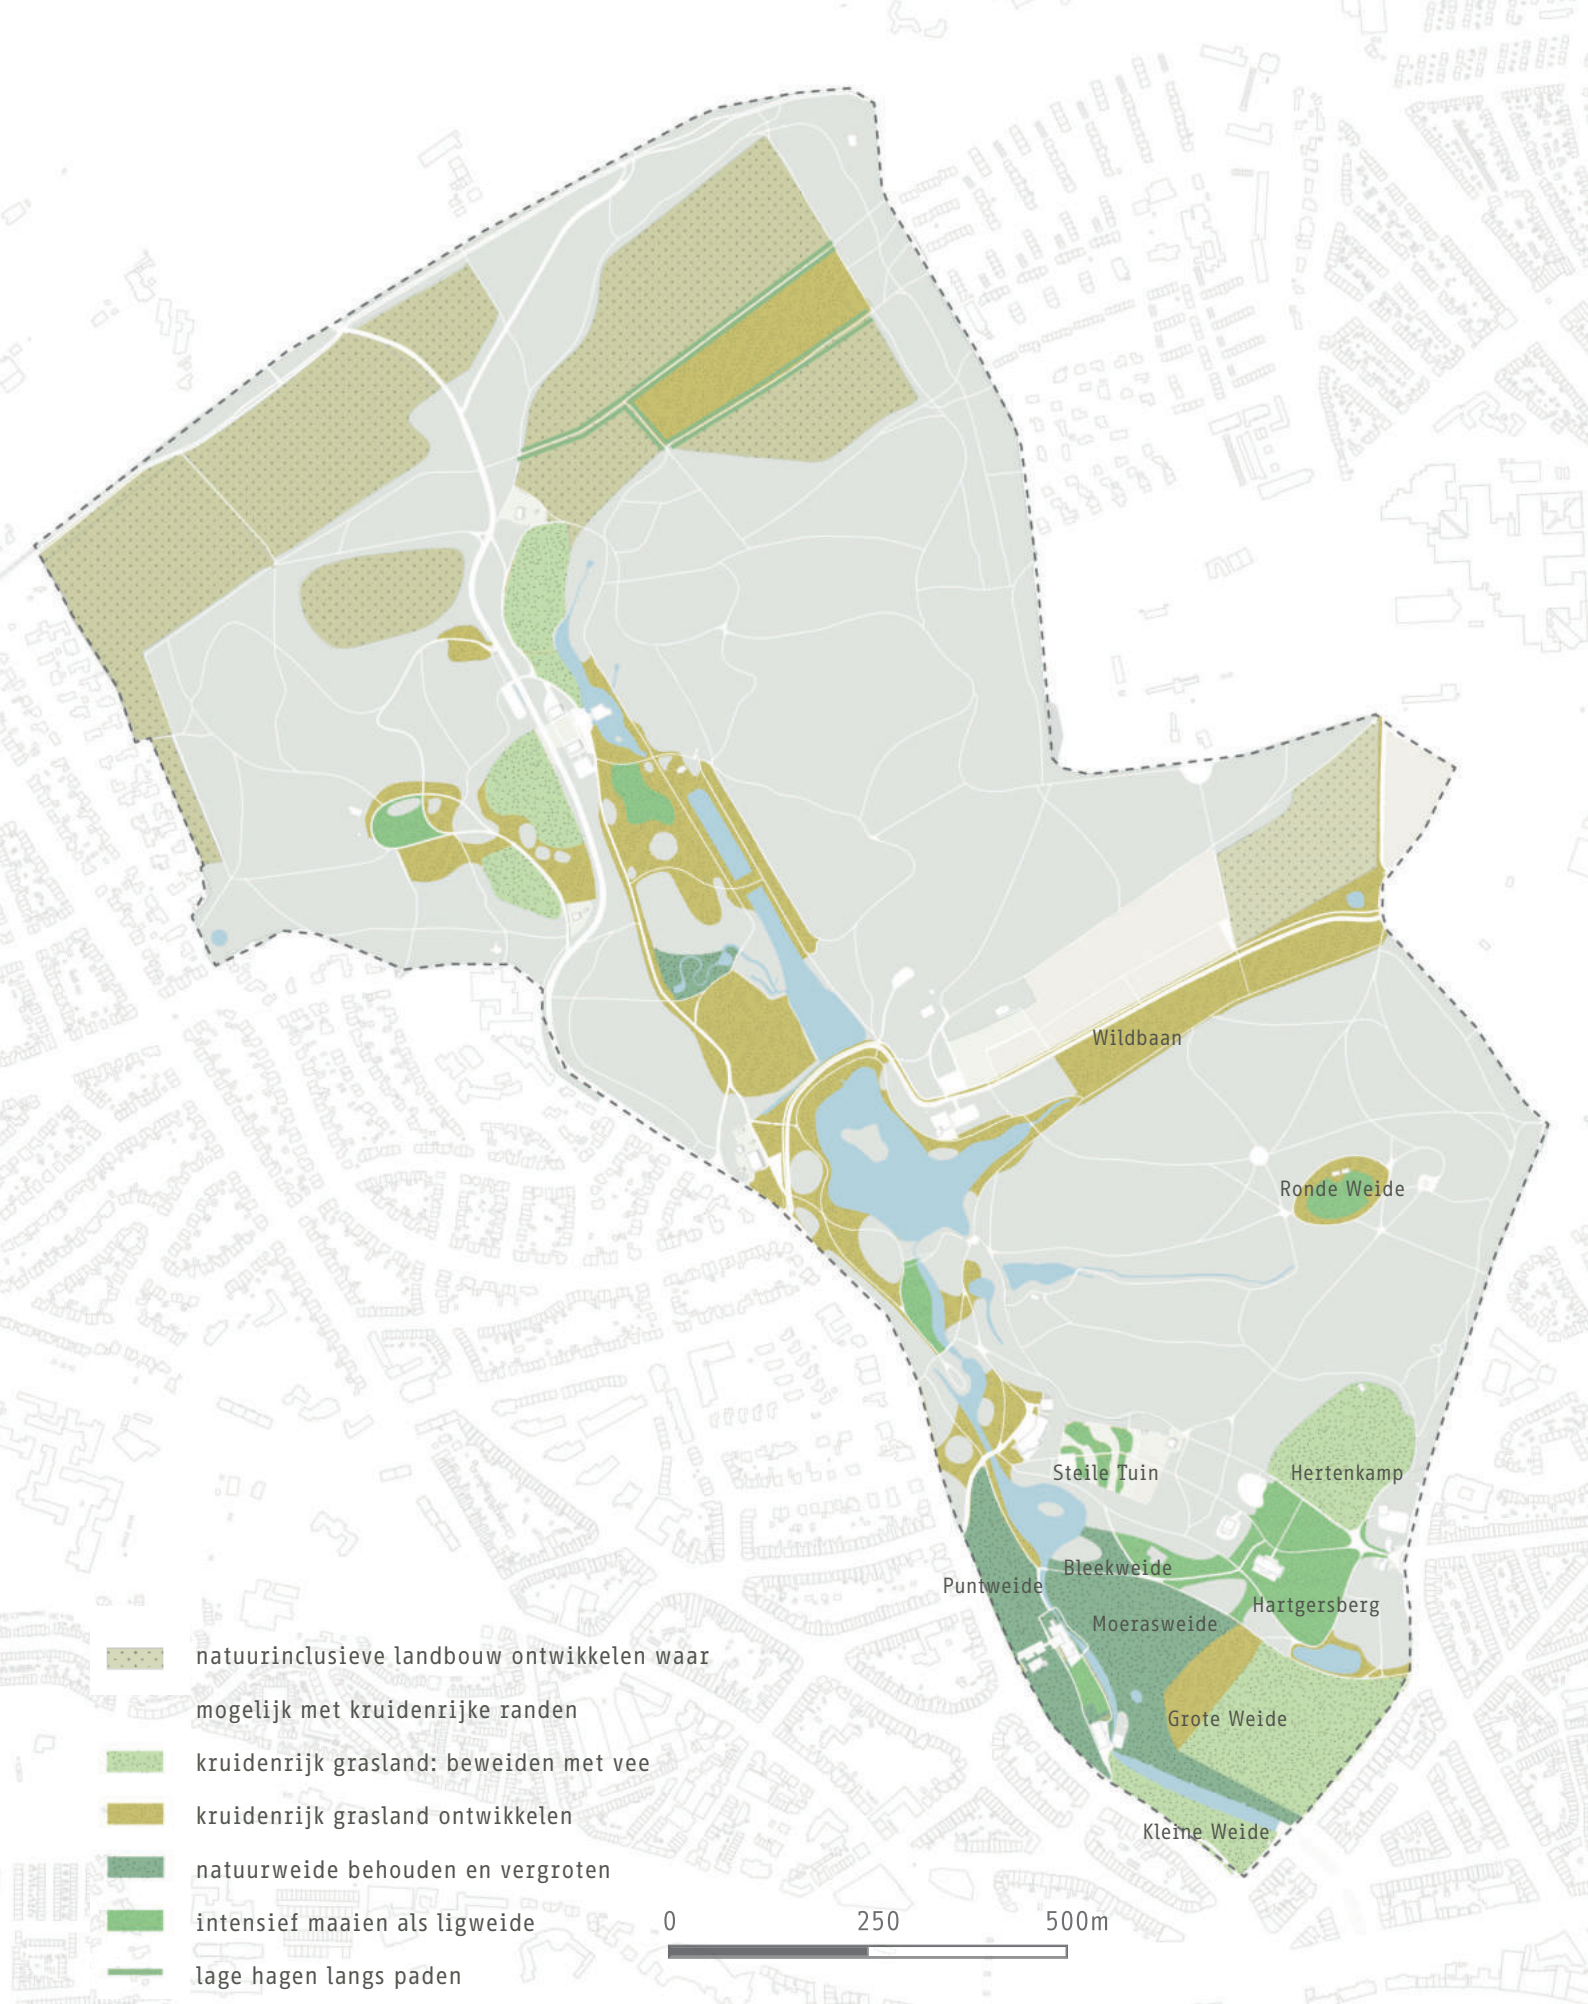 Wildbaan
Ronde Weide
Steile Tuin
Hertenkamp
Bleekweide
Puntweide
Hartgersberg
Moerasweide
Grote Weide
Kleine Weide
natuurinclusieve landbouw ontwikkelen waar
mogelijk met kruidenrijke randen
kruidenrijk grasland: beweiden met vee
kruidenrijk grasland ontwikkelen
natuurweide behouden en vergroten
intensief maaien als ligweide
lage hagen langs paden
0 250 500m